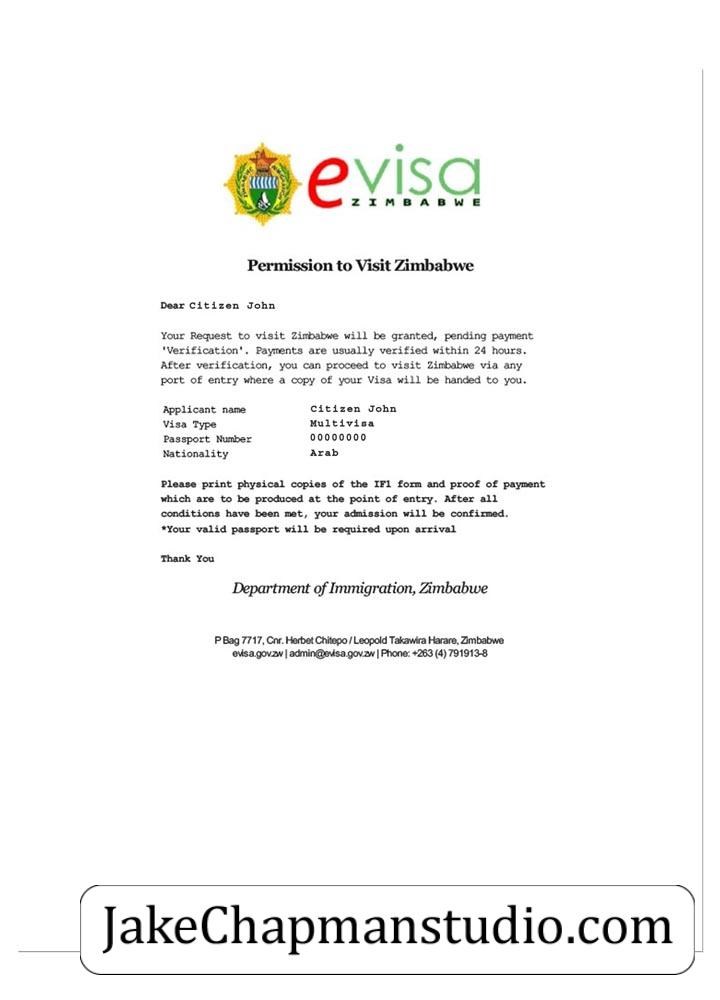 evisa
ZIMBABWE
Permission to Visit Zimbabwe
Dear Citizen John
Your Request to visit Zimbabwe will be granted, pending payment
'Verification'. Payments are usually verified within 24 hours.
After verification, you can proceed to visit Zimbabwe via any
port of entry where a copy of your Visa will be handed to you.
Applicant name Citizen John
Visa Type Multivisa
Passport Number 00000000
Nationality Arab
Please print physical copies of the IF1 form and proof of payment
which are to be produced at the point of entry. After all
conditions have been met, your admission will be confirmed.
*Your valid passport will be required upon arrival
Thank You
Department of Immigration, Zimbabwe
P Bag 7717, Cnr. Herbet Chitepo / Leopold Takawira Harare, Zimbabwe
evisa.gov.zw | admin@evisa.gov.zw | Phone: +263 (4) 791913-8
JakeChapmanstudio.com